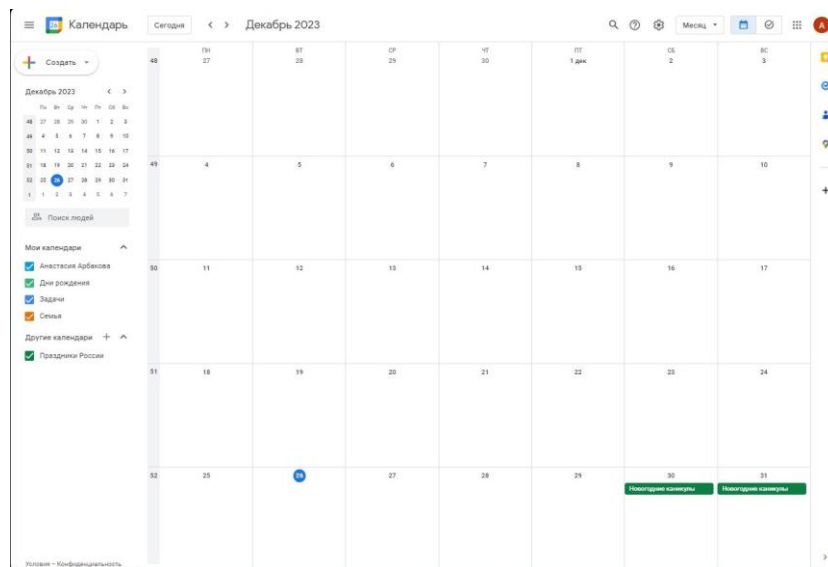 Календарь
Сегодня
Декабрь 2023
Месяц
A
Создать
Декабрь 2023
Пн Вт Ср Чт Пт Сб Вс
48 27 28 29 30 1 2 3
49 4 5 6 7 8 9 10
50 11 12 13 14 15 16 17
51 18 19 20 21 22 23 24
52 25 26 27 28 29 30 31
1 1 2 3 4 5 6 7
Поиск людей
Мои календари
Анастасия Арбекова
Дни рождения
Задачи
Семья
Другие календари
Праздники России
Условия – Конфиденциальность
ПН ВТ СР ЧТ ПТ СБ ВС
48 27 28 29 30 1 дек 2 3
49 4 5 6 7 8 9 10
50 11 12 13 14 15 16 17
51 18 19 20 21 22 23 24
52 25 26 27 28 29 30 31
Новогодние каникулы Новогодние каникулы